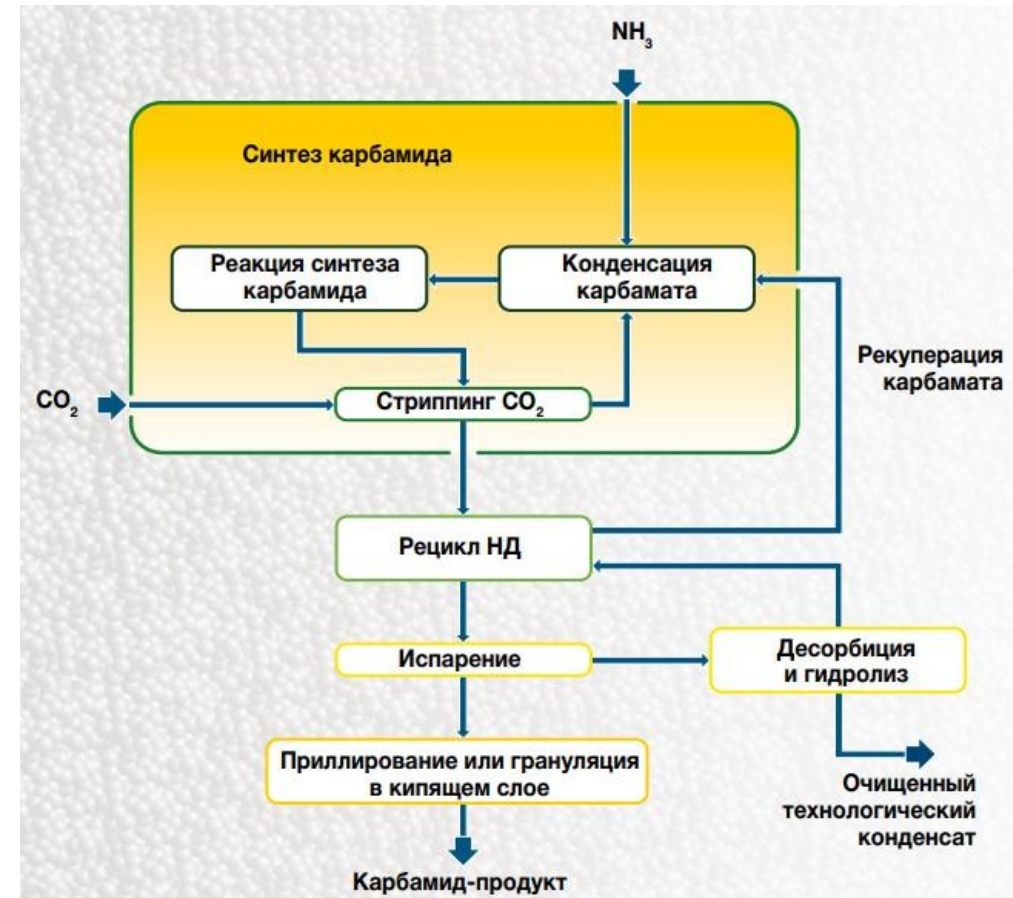 NH₃
Синтез карбамида
Реакция синтеза
карбамида
Конденсация
карбамата
Рекуперация
карбамата
CO₂
Стриппинг CO₂
Рецикл НД
Испарение
Десорбиция
и гидролиз
Приллирование или грануляция
в кипящем слое
Очищенный
технологический
конденсат
Карбамид-продукт